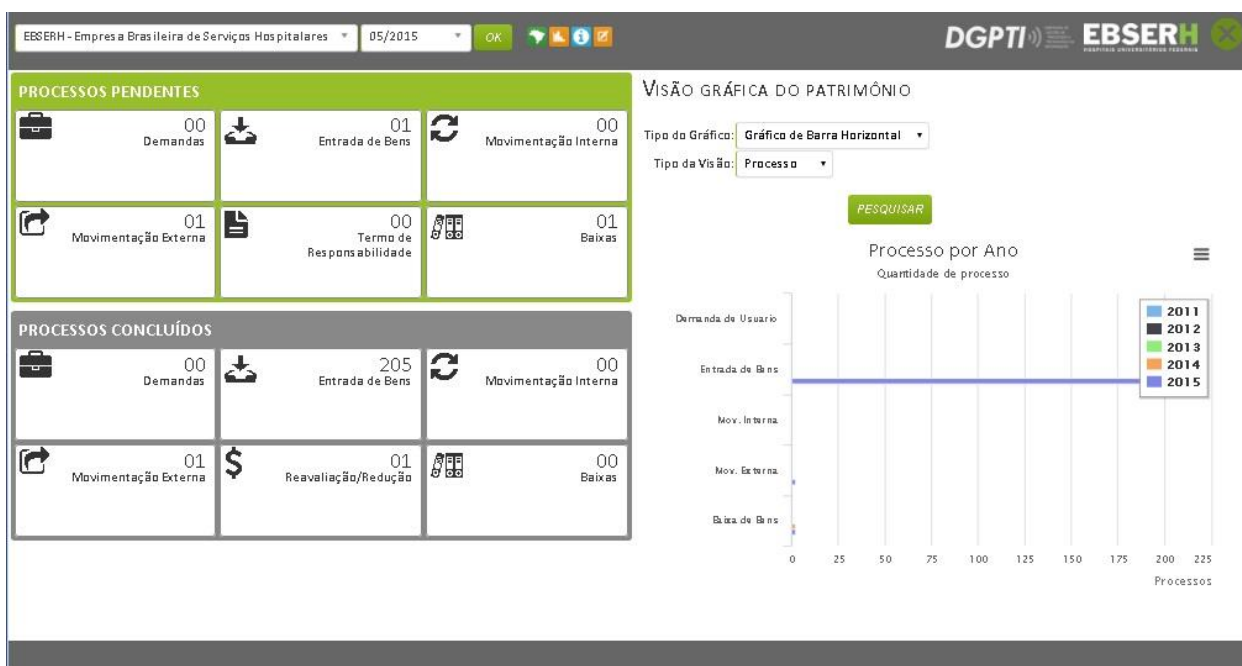 EBSERH - Empresa Brasileira de Serviços Hospitalares
05/2015
OK
DGPTI
EBSERH
HOSPITAIS UNIVERSITÁRIOS FEDERAIS
PROCESSOS PENDENTES
00
Demandas
01
Entrada de Bens
00
Movimentação Interna
01
Movimentação Externa
00
Termo de
Responsabilidade
01
Baixas
PROCESSOS CONCLUÍDOS
00
Demandas
205
Entrada de Bens
00
Movimentação Interna
01
Movimentação Externa
01
Reavaliação/Redução
00
Baixas
VISÃO GRÁFICA DO PATRIMÔNIO
Tipo do Gráfico: Gráfico de Barra Horizontal
Tipo da Visão: Processo
PESQUISAR
Processo por Ano
Quantidade de processo
2011
2012
2013
2014
2015
Demanda de Usuario
Entrada de Bens
Mov. Interna
Mov. Externa
Baixa de Bens
0 25 50 75 100 125 150 175 200 225
Processos